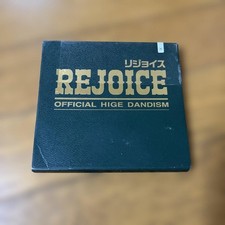 リジョイス
REJOICE
OFFICIAL HIGE DANDISM